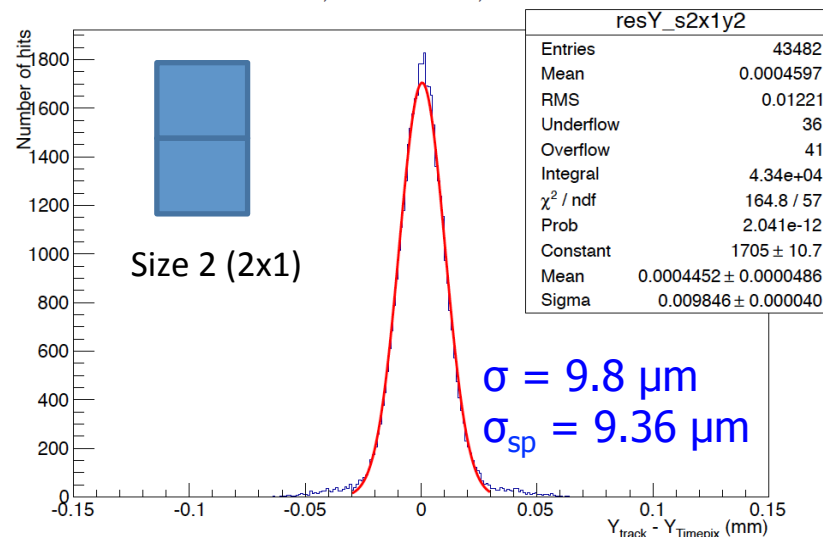 resY_s2x1y2
Entries 43482
Mean 0.0004597
RMS 0.01221
Underflow 36
Overflow 41
Integral 4.34e+04
χ² / ndf 164.8 / 57
Prob 2.041e-12
Constant 1705 ± 10.7
Mean 0.0004452 ± 0.0000486
Sigma 0.009846 ± 0.000040
Number of hits
1800
1600
1400
1200
1000
800
600
400
200
0
Size 2 (2x1)
σ = 9.8 µm
σsp = 9.36 µm
-0.15 -0.1 -0.05 0 0.05 0.1 0.15
Ytrack - YTimepix (mm)